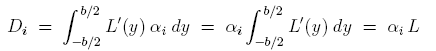 D_i = ∫_{-b/2}^{b/2} L'(y) α_i dy = α_i ∫_{-b/2}^{b/2} L'(y) dy = α_i L